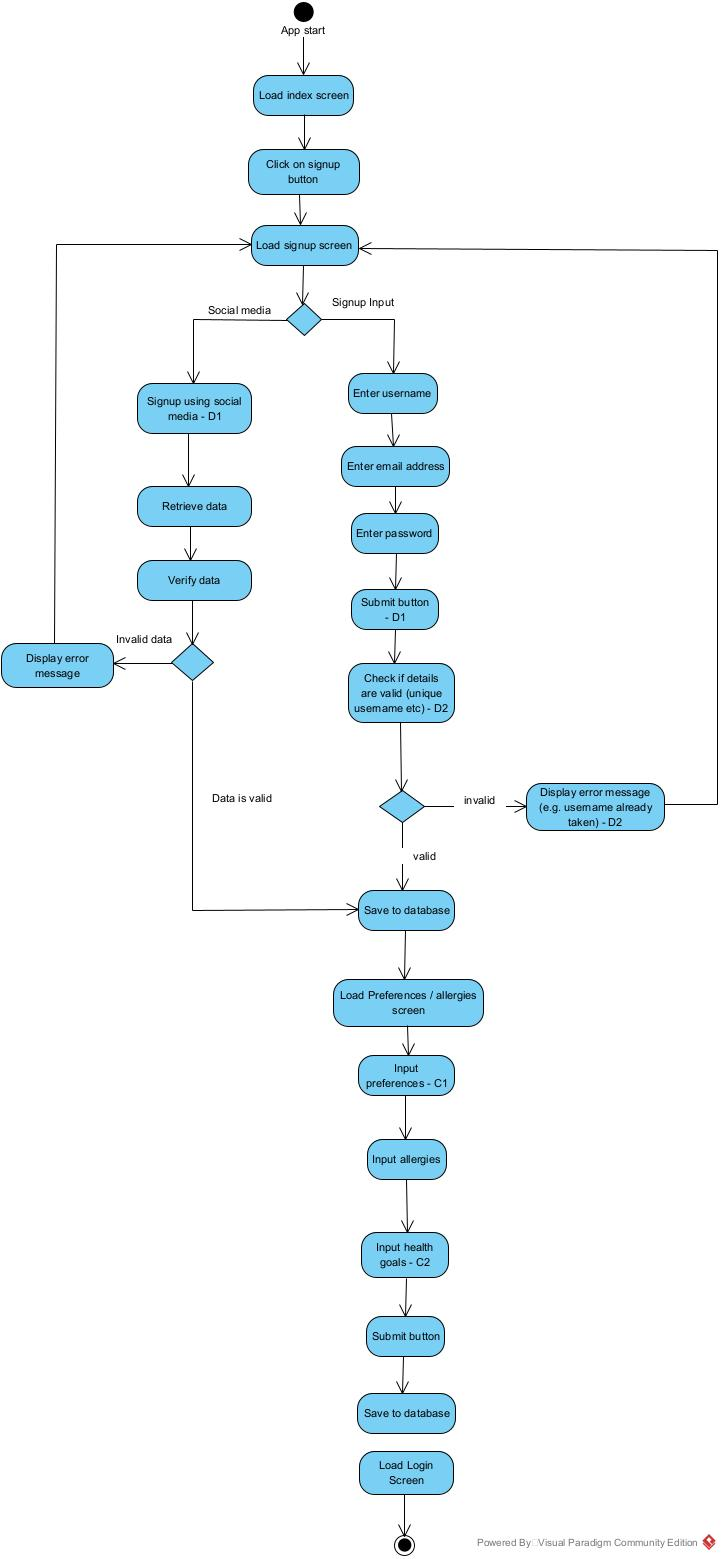 App start
Load index screen
Click on signup
button
Load signup screen
Social media
Signup Input
Signup using social
media - D1
Retrieve data
Verify data
Invalid data
Display error
message
Data is valid
Enter username
Enter email address
Enter password
Submit button
- D1
Check if details
are valid (unique
username etc) - D2
invalid
Display error message
(e.g. username already
taken) - D2
valid
Save to database
Load Preferences / allergies
screen
Input
preferences - C1
Input allergies
Input health
goals - C2
Submit button
Save to database
Load Login
Screen
Powered By Visual Paradigm Community Edition